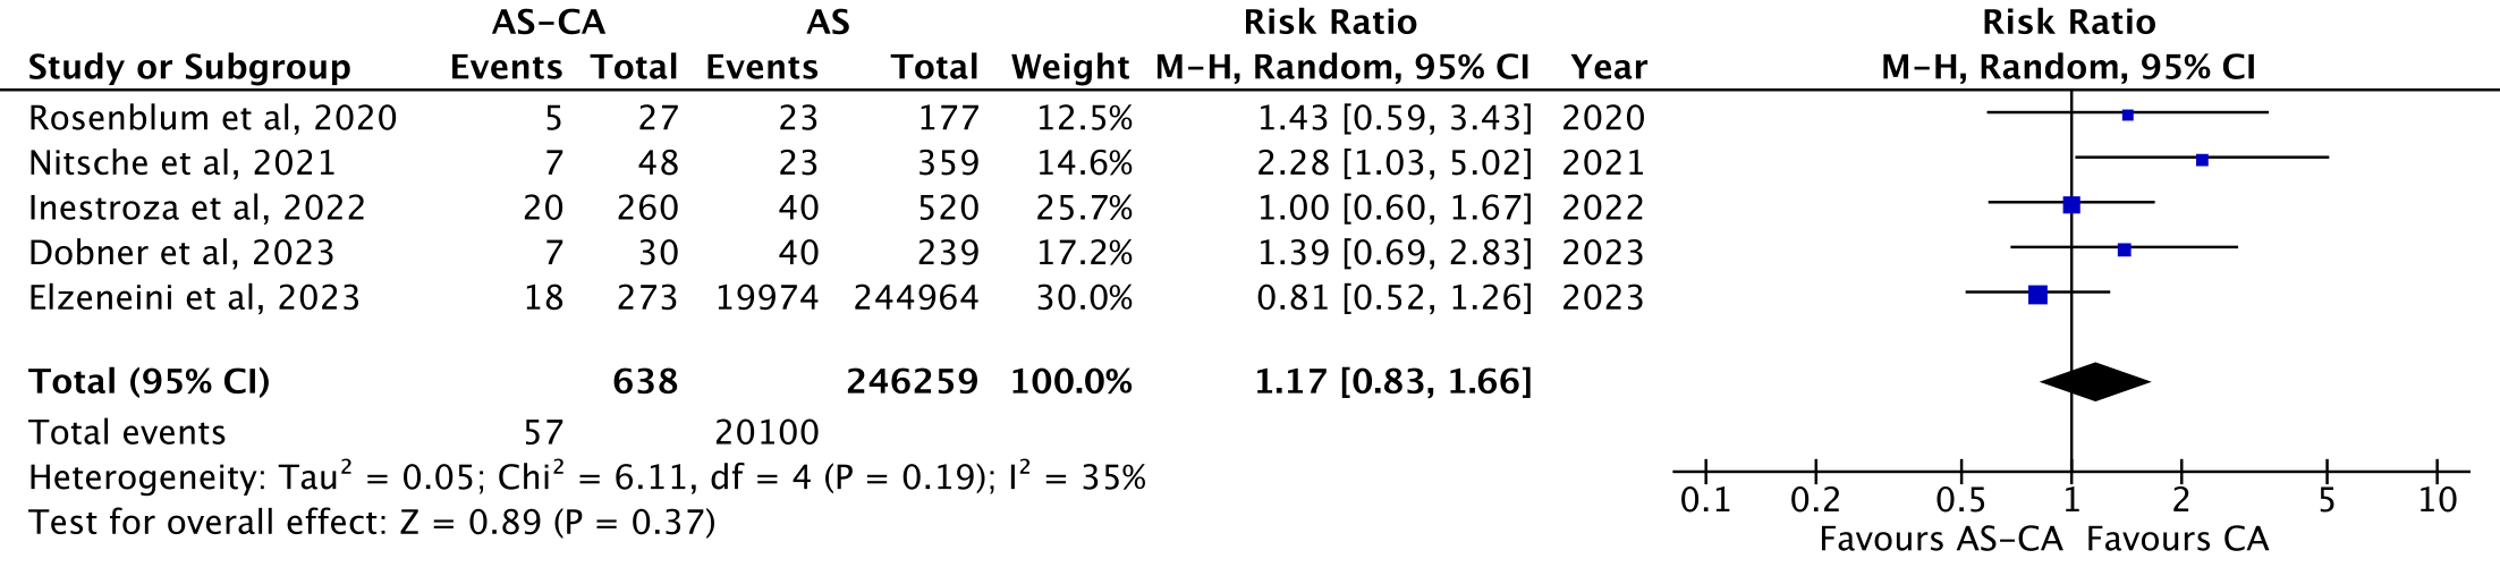 AS-CA AS Risk Ratio Risk Ratio
Study or Subgroup Events Total Events Total Weight M-H, Random, 95% CI Year M-H, Random, 95% CI
Rosenblum et al, 2020 5 27 23 177 12.5% 1.43 [0.59, 3.43] 2020
Nitsche et al, 2021 7 48 23 359 14.6% 2.28 [1.03, 5.02] 2021
Inestroza et al, 2022 20 260 40 520 25.7% 1.00 [0.60, 1.67] 2022
Dobner et al, 2023 7 30 40 239 17.2% 1.39 [0.69, 2.83] 2023
Elzeneini et al, 2023 18 273 19974 244964 30.0% 0.81 [0.52, 1.26] 2023
Total (95% CI) 638 246259 100.0% 1.17 [0.83, 1.66]
Total events 57 20100
Heterogeneity: Tau² = 0.05; Chi² = 6.11, df = 4 (P = 0.19); I² = 35%
Test for overall effect: Z = 0.89 (P = 0.37)
0.1 0.2 0.5 1 2 5 10
Favours AS-CA Favours CA